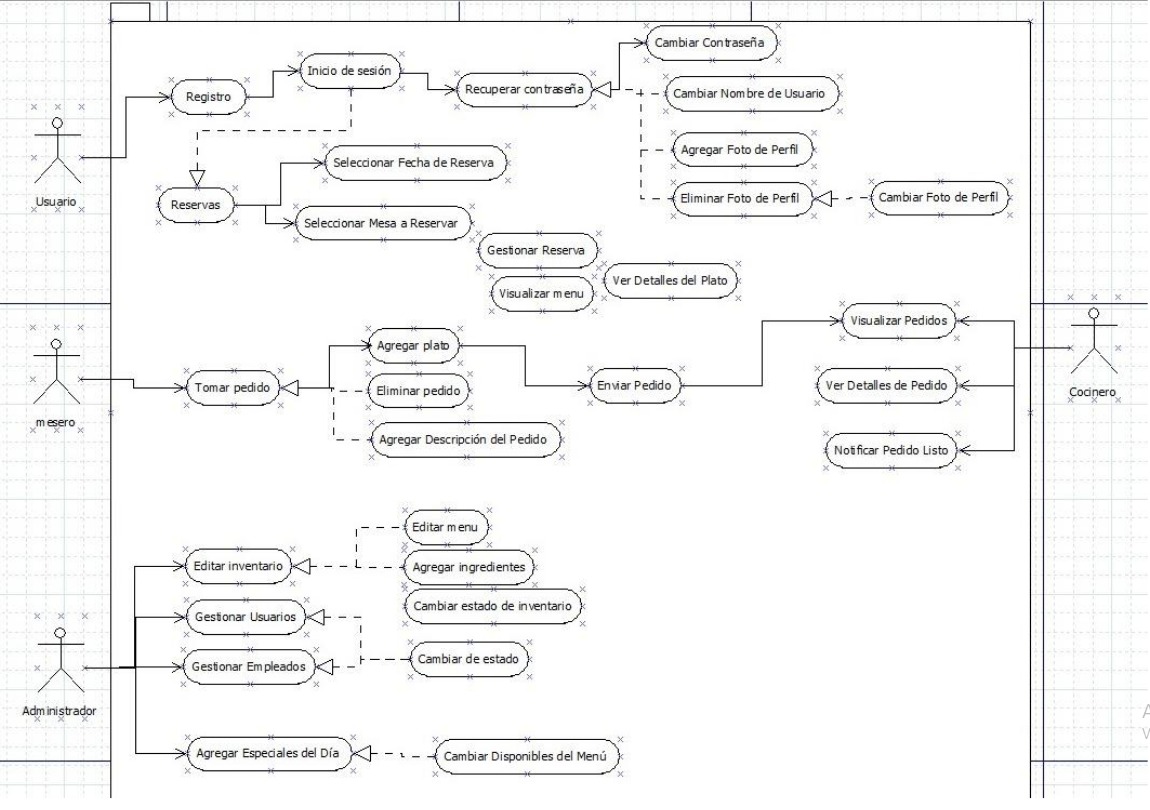 Cambiar Contraseña
Inicio de sesión
Registro
Recuperar contraseña
Cambiar Nombre de Usuario
Agregar Foto de Perfil
Seleccionar Fecha de Reserva
Usuario
Reservas
Eliminar Foto de Perfil
Cambiar Foto de Perfil
Seleccionar Mesa a Reservar
Gestionar Reserva
Ver Detalles del Plato
Visualizar menu
Visualizar Pedidos
Agregar plato
Tomar pedido
Eliminar pedido
Enviar Pedido
Ver Detalles de Pedido
Cocinero
mesero
Agregar Descripción del Pedido
Notificar Pedido Listo
Editar menu
Editar inventario
Agregar ingredientes
Cambiar estado de inventario
Gestionar Usuarios
Cambiar de estado
Gestionar Empleados
Administrador
Agregar Especiales del Día
Cambiar Disponibles del Menú